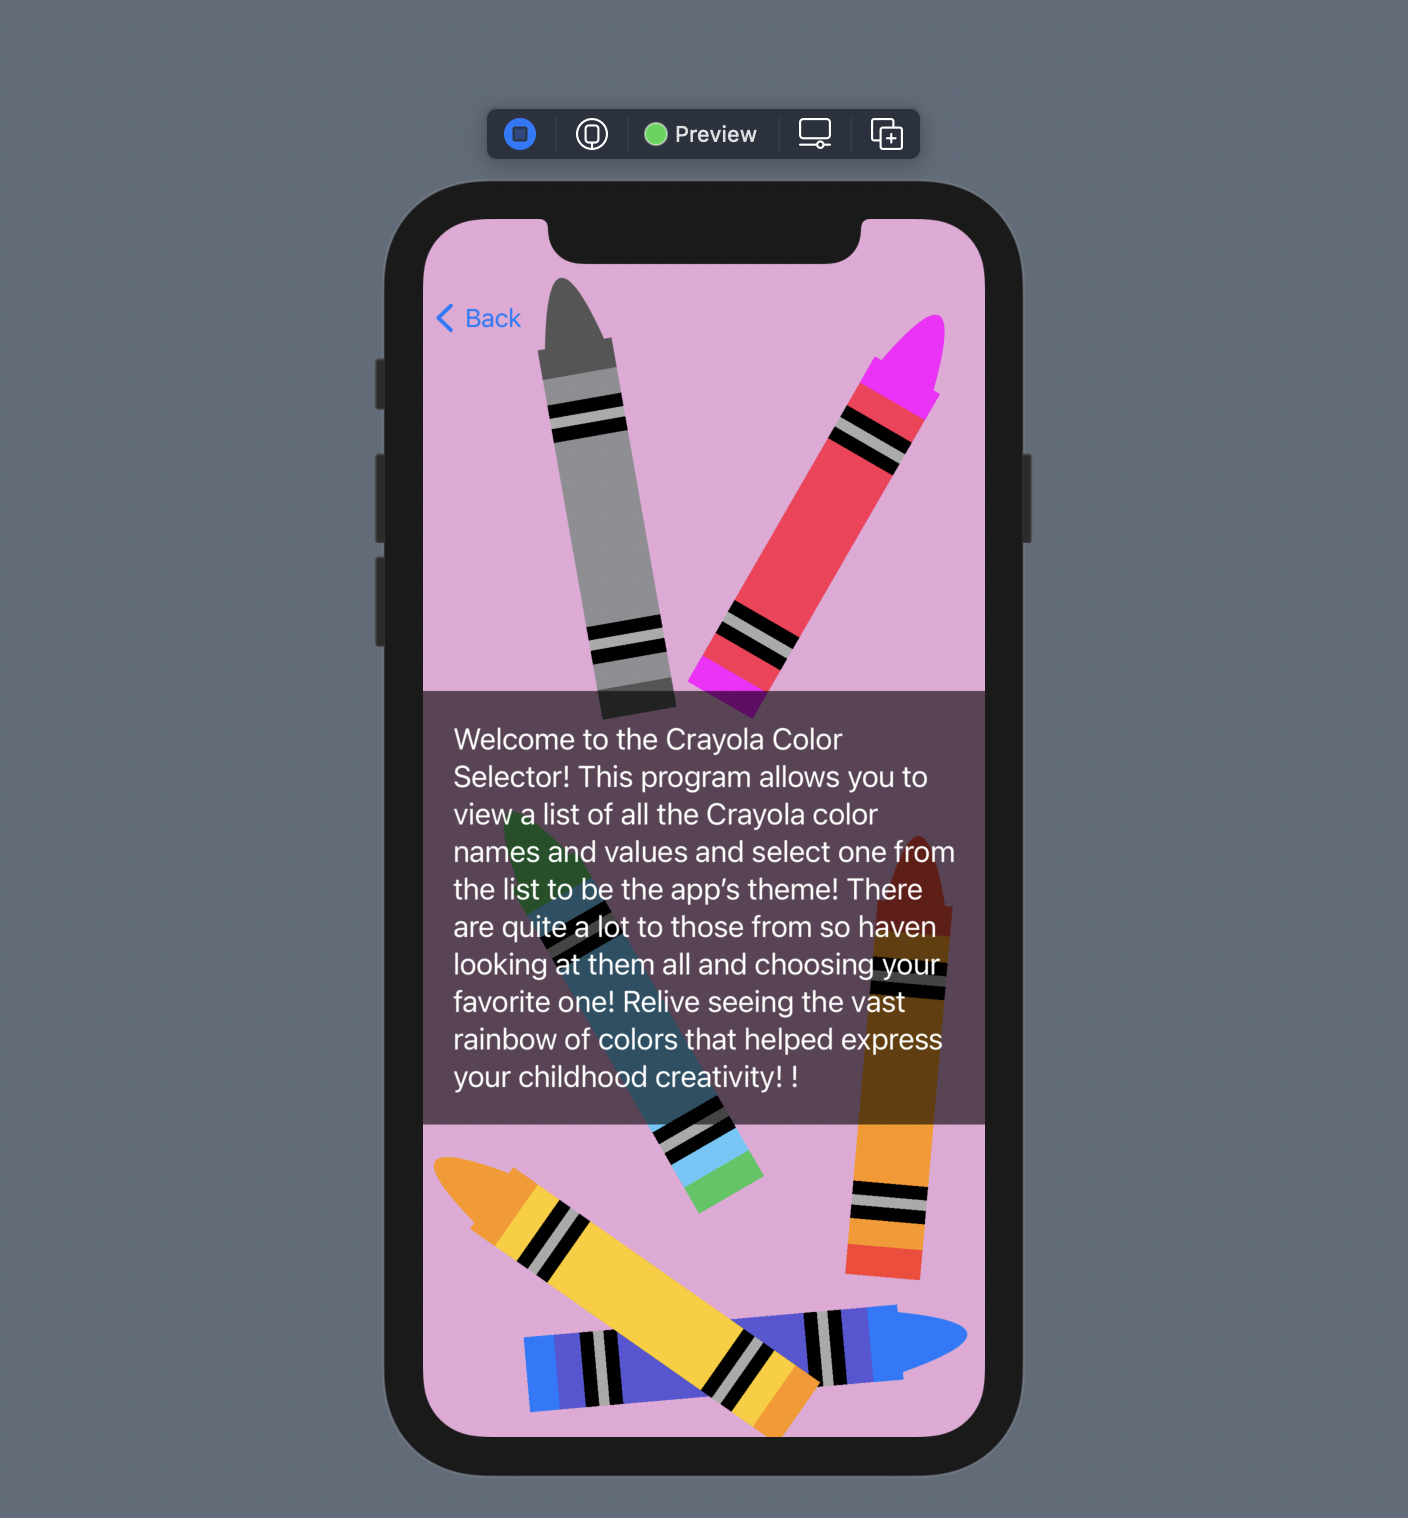 Preview
Back
Welcome to the Crayola Color
Selector! This program allows you to
view a list of all the Crayola color
names and values and select one from
the list to be the app's theme! There
are quite a lot to those from so haven
looking at them all and choosing your
favorite one! Relive seeing the vast
rainbow of colors that helped express
your childhood creativity! !